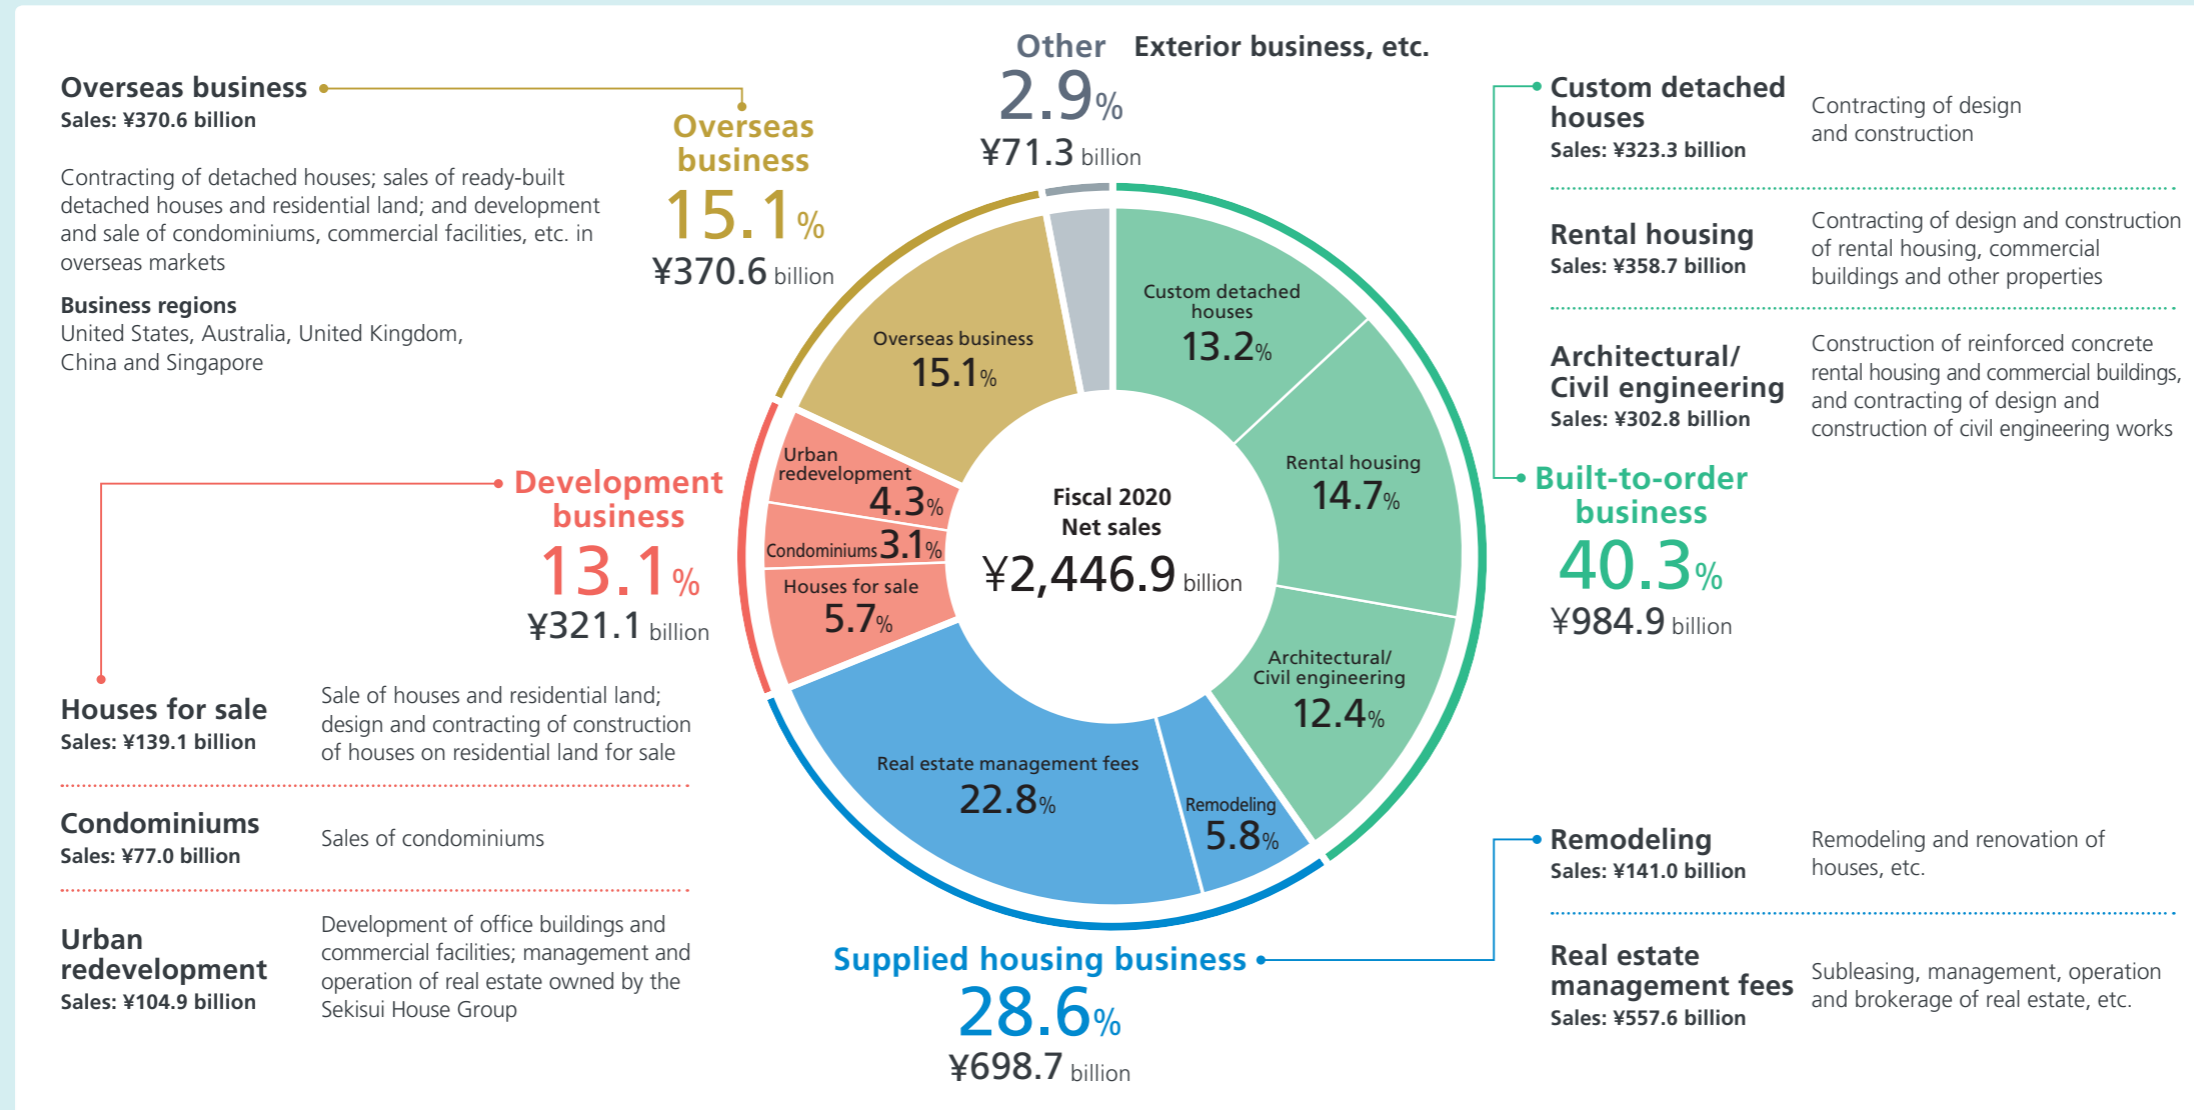 Other Exterior business, etc.
2.9%
¥71.3 billion
Overseas business
Sales: ¥370.6 billion
Contracting of detached houses; sales of ready-built
detached houses and residential land; and development
and sale of condominiums, commercial facilities, etc. in
overseas markets
Business regions
United States, Australia, United Kingdom,
China and Singapore
Overseas
business
15.1%
¥370.6 billion
Custom detached
houses
Sales: ¥323.3 billion
Contracting of design
and construction
Rental housing
Sales: ¥358.7 billion
Contracting of design and construction
of rental housing, commercial
buildings and other properties
Architectural/
Civil engineering
Sales: ¥302.8 billion
Construction of reinforced concrete
rental housing and commercial buildings,
and contracting of design and
construction of civil engineering works
Built-to-order
business
40.3%
¥984.9 billion
Custom detached
houses
13.2%
Rental housing
14.7%
Architectural/
Civil engineering
12.4%
Remodeling
5.8%
Real estate management fees
22.8%
Houses for sale
5.7%
Condominiums 3.1%
Urban
redevelopment
4.3%
Overseas business
15.1%
Fiscal 2020
Net sales
¥2,446.9 billion
Development
business
13.1%
¥321.1 billion
Houses for sale
Sales: ¥139.1 billion
Sale of houses and residential land;
design and contracting of construction
of houses on residential land for sale
Condominiums
Sales: ¥77.0 billion
Sales of condominiums
Urban
redevelopment
Sales: ¥104.9 billion
Development of office buildings and
commercial facilities; management and
operation of real estate owned by the
Sekisui House Group
Supplied housing business
28.6%
¥698.7 billion
Remodeling
Sales: ¥141.0 billion
Remodeling and renovation of
houses, etc.
Real estate
management fees
Sales: ¥557.6 billion
Subleasing, management, operation
and brokerage of real estate, etc.